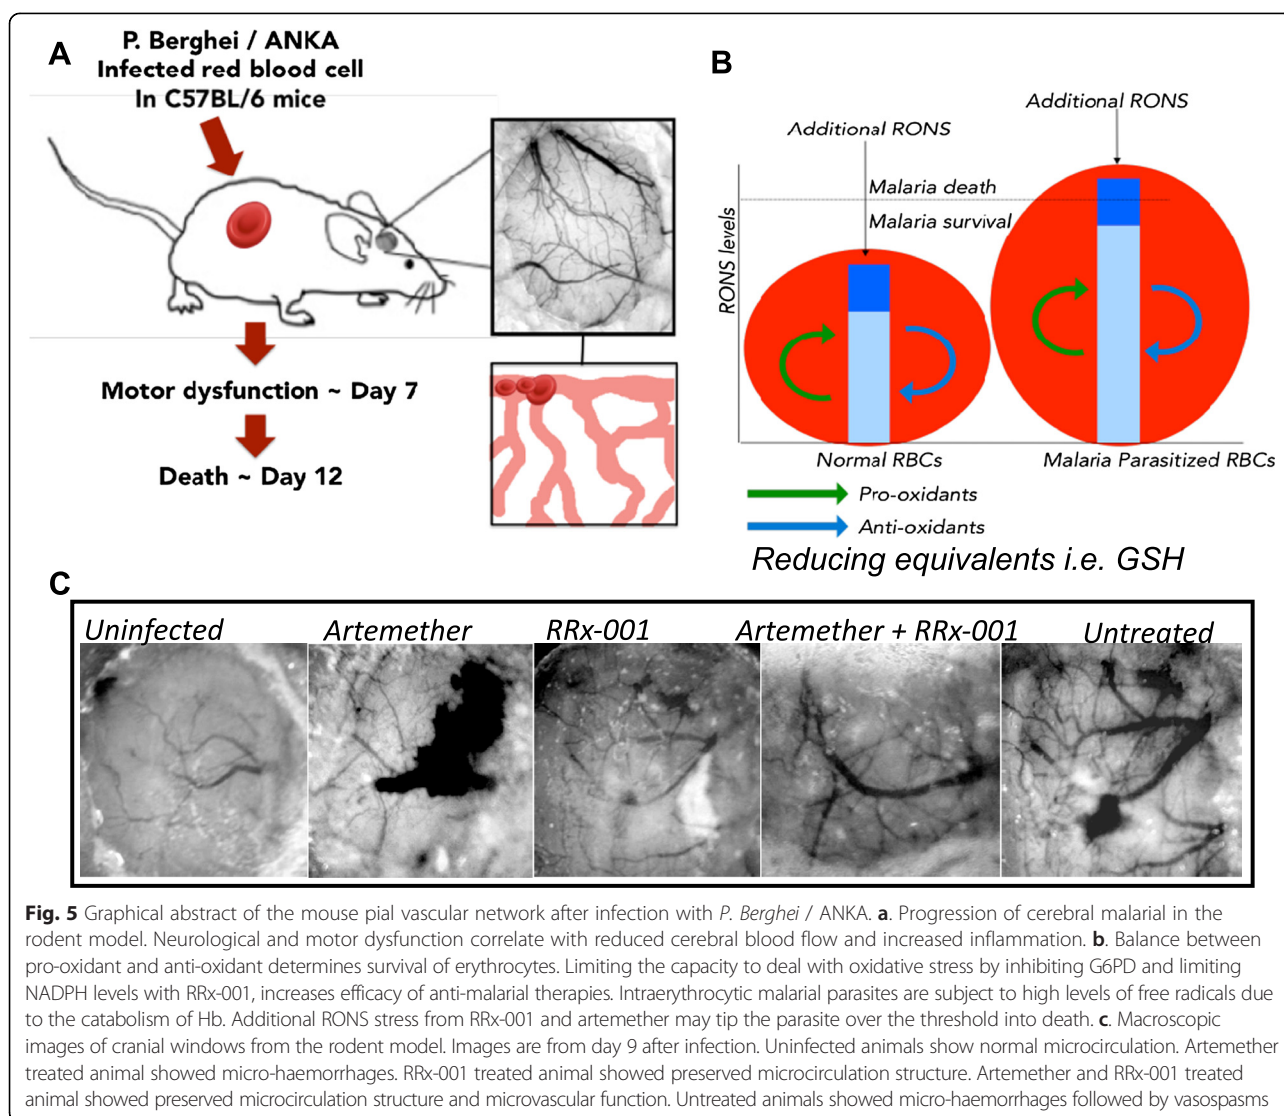 A
P. Berghei / ANKA
Infected red blood cell
In C57BL/6 mice
Motor dysfunction ~ Day 7
Death ~ Day 12
B
Additional RONS
Additional RONS
Malaria death
Malaria survival
RONS levels
Normal RBCs
Malaria Parasitized RBCs
Pro-oxidants
Anti-oxidants
Reducing equivalents i.e. GSH
C
Uninfected
Artemether
RRx-001
Artemether + RRx-001
Untreated
Fig. 5 Graphical abstract of the mouse pial vascular network after infection with P. Berghei / ANKA. a. Progression of cerebral malarial in the
rodent model. Neurological and motor dysfunction correlate with reduced cerebral blood flow and increased inflammation. b. Balance between
pro-oxidant and anti-oxidant determines survival of erythrocytes. Limiting the capacity to deal with oxidative stress by inhibiting G6PD and limiting
NADPH levels with RRx-001, increases efficacy of anti-malarial therapies. Intraerythrocytic malarial parasites are subject to high levels of free radicals due
to the catabolism of Hb. Additional RONS stress from RRx-001 and artemether may tip the parasite over the threshold into death. c. Macroscopic
images of cranial windows from the rodent model. Images are from day 9 after infection. Uninfected animals show normal microcirculation. Artemether
treated animal showed micro-haemorrhages. RRx-001 treated animal showed preserved microcirculation structure. Artemether and RRx-001 treated
animal showed preserved microcirculation structure and microvascular function. Untreated animals showed micro-haemorrhages followed by vasospasms